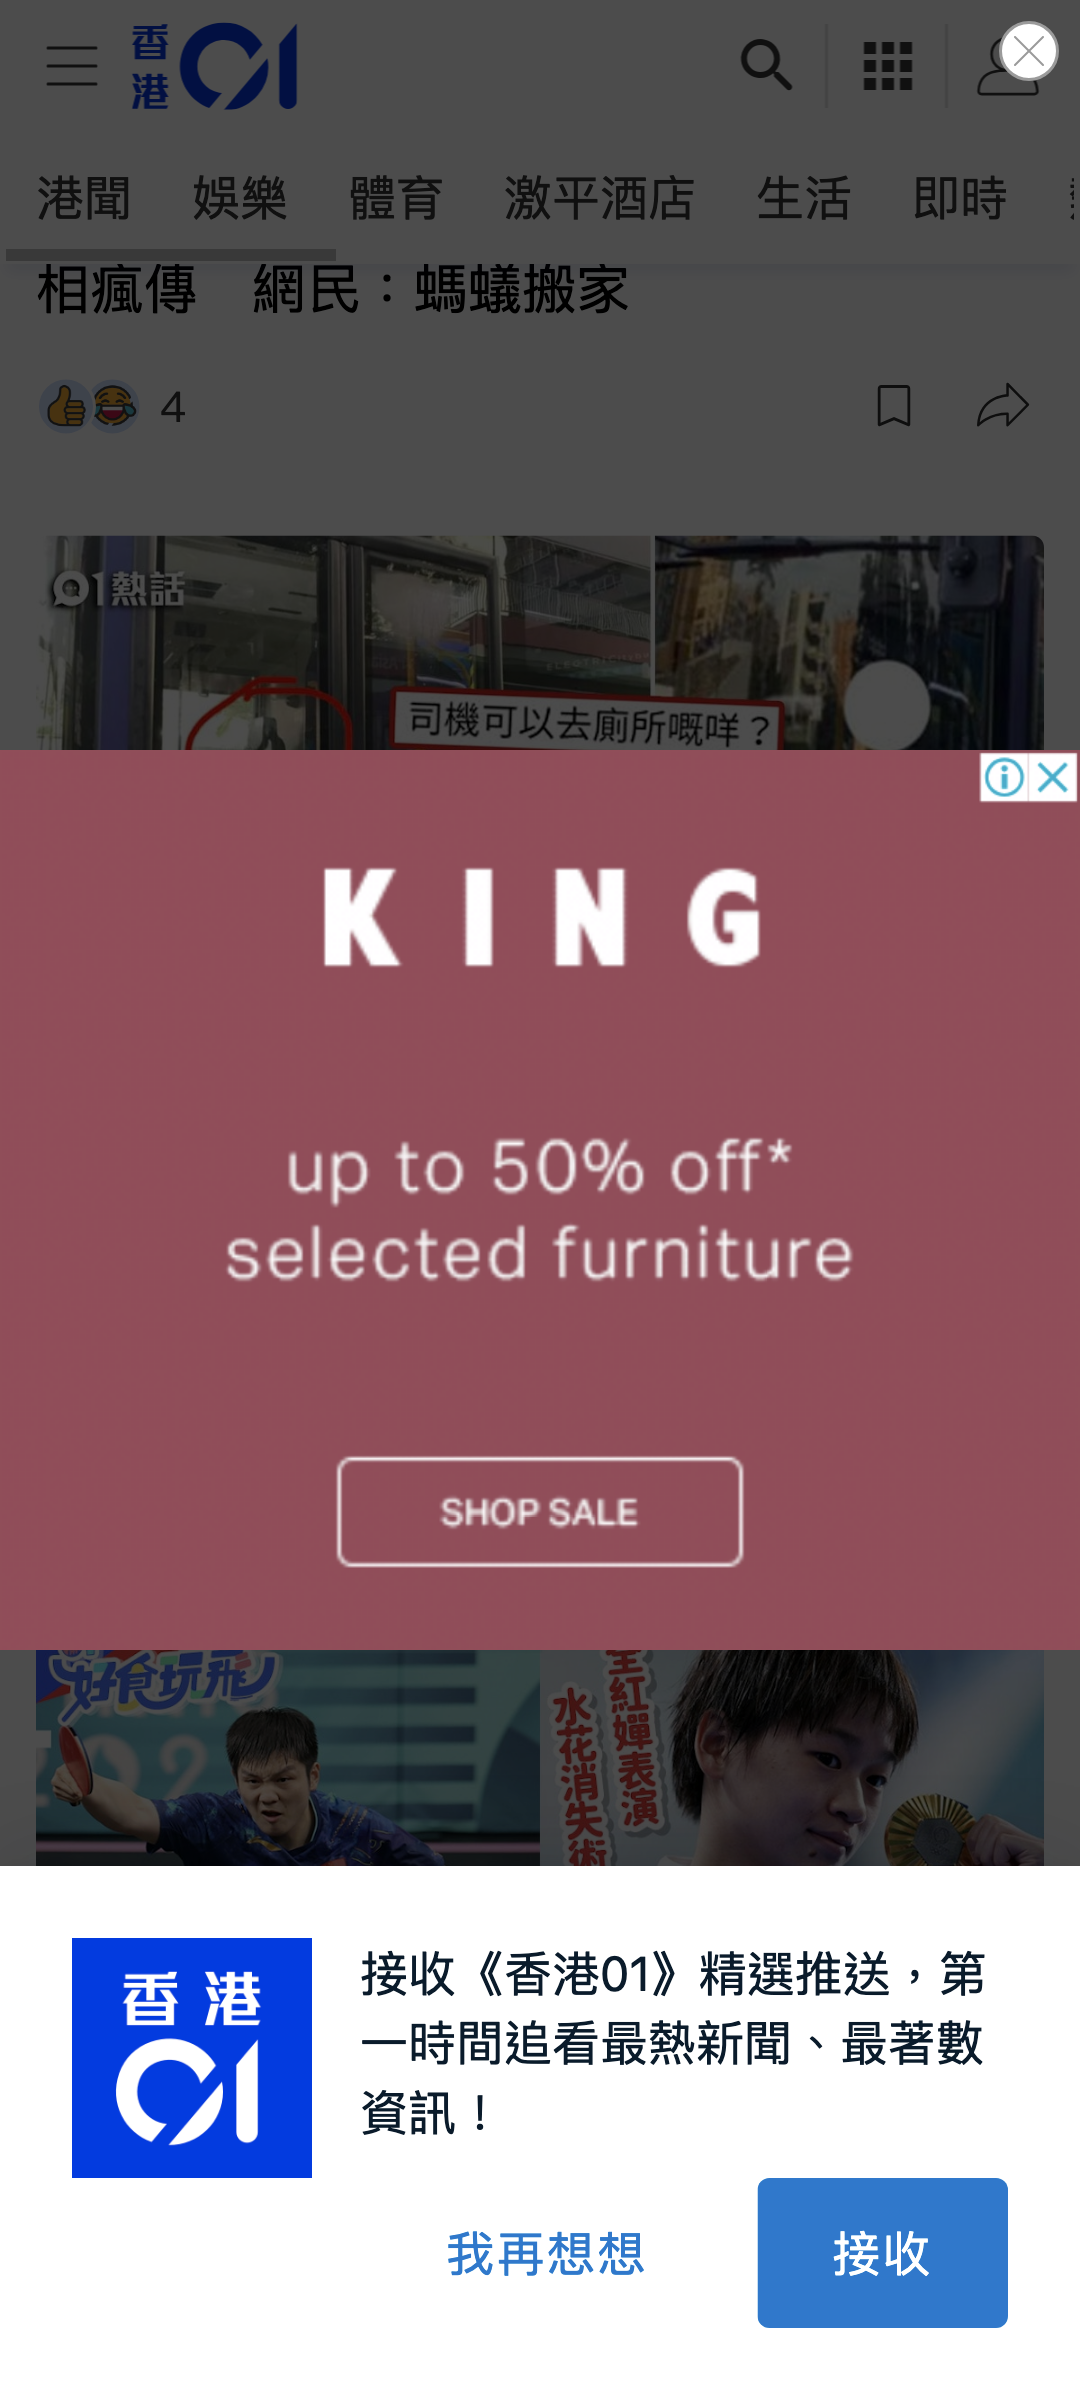 香港01
港聞 娛樂 體育 激平酒店 生活 即時
相瘋傳　網民：螞蟻搬家
4
01熱話
ELECTRIC
司機可以去廁所嘅咩？
KING
up to 50% off*
selected furniture
SHOP SALE
好食玩飛
全紅嬋表演
水花消失術
香港
01
接收《香港01》精選推送，第
一時間追看最熱新聞、最著數
資訊！
我再想想
接收